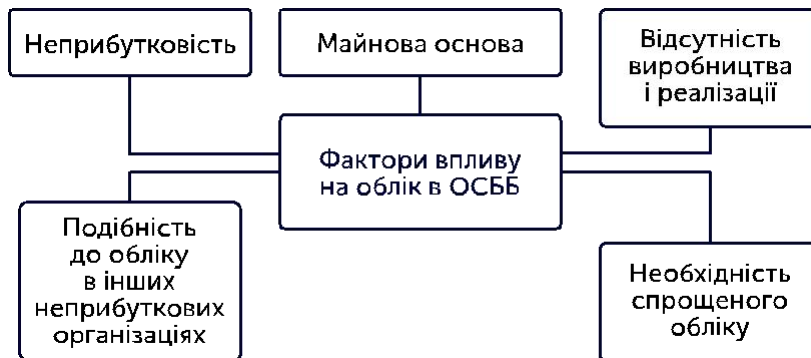 Неприбутковість
Майнова основа
Відсутність
виробництва
і реалізації
Фактори впливу
на облік в ОСББ
Подібність
до обліку
в інших
неприбуткових
організаціях
Необхідність
спрощеного
обліку